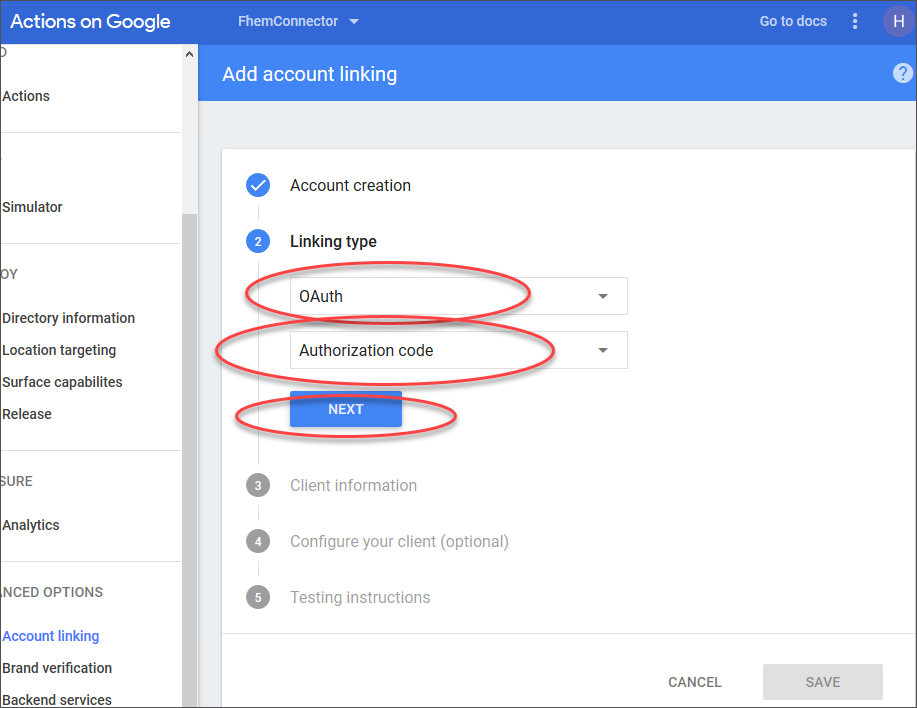 Actions on Google
FhemConnector
Go to docs
H
Add account linking
?
Actions
Simulator
OY
Directory information
Location targeting
Surface capabilites
Release
SURE
Analytics
ANCED OPTIONS
Account linking
Brand verification
Backend services
Account creation
2 Linking type
OAuth
Authorization code
NEXT
3 Client information
4 Configure your client (optional)
5 Testing instructions
CANCEL
SAVE